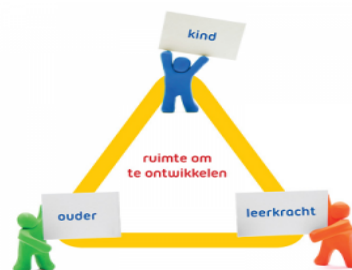 kind
ruimte om
te ontwikkelen
ouder
leerkracht